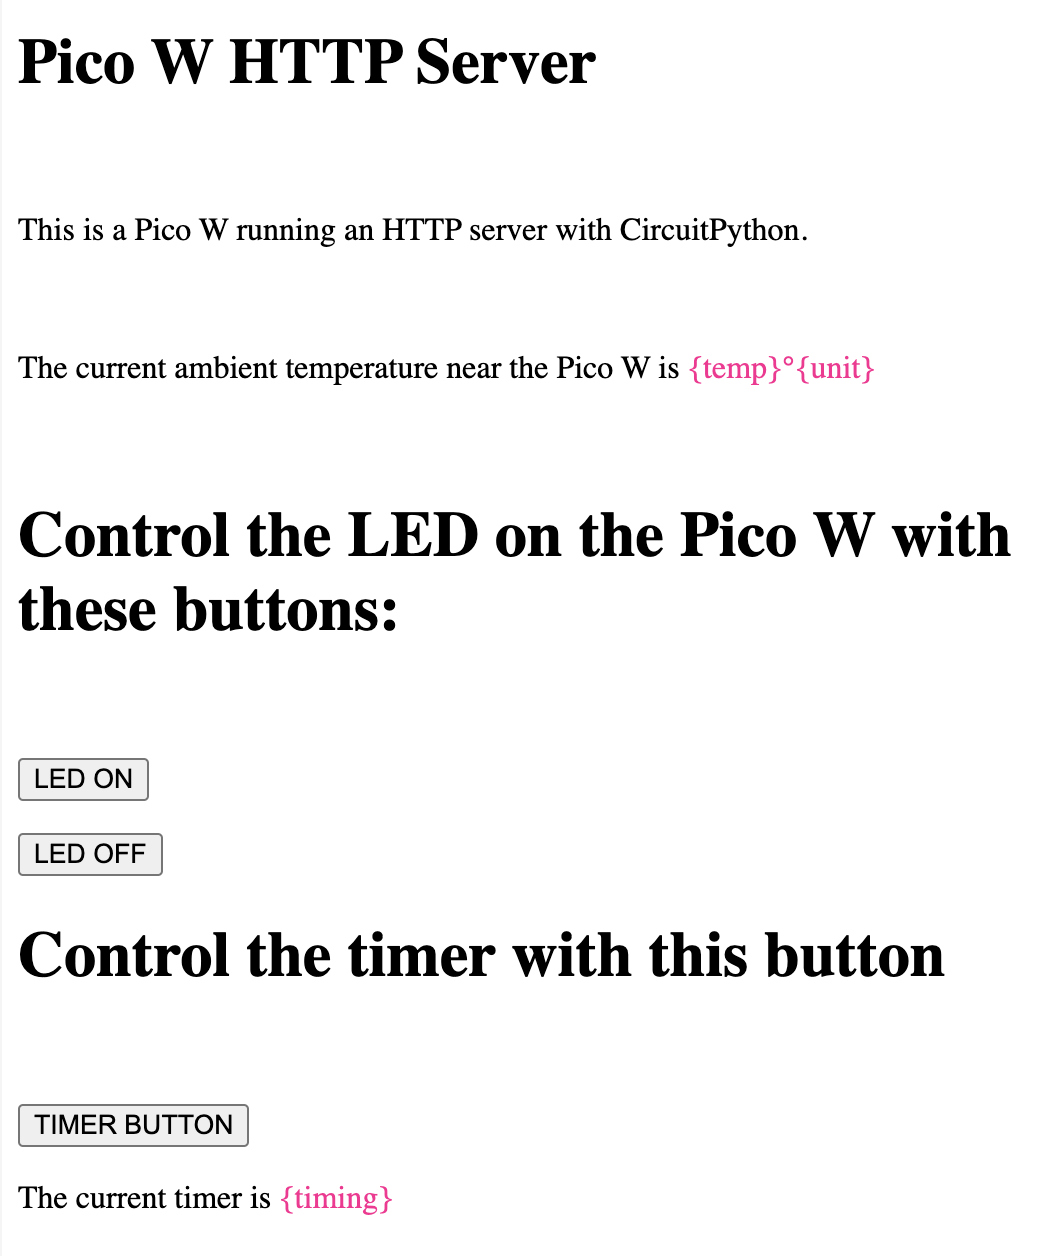 Pico W HTTP Server
This is a Pico W running an HTTP server with CircuitPython.
The current ambient temperature near the Pico W is {temp}°{unit}
Control the LED on the Pico W with
these buttons:
LED ON
LED OFF
Control the timer with this button
TIMER BUTTON
The current timer is {timing}